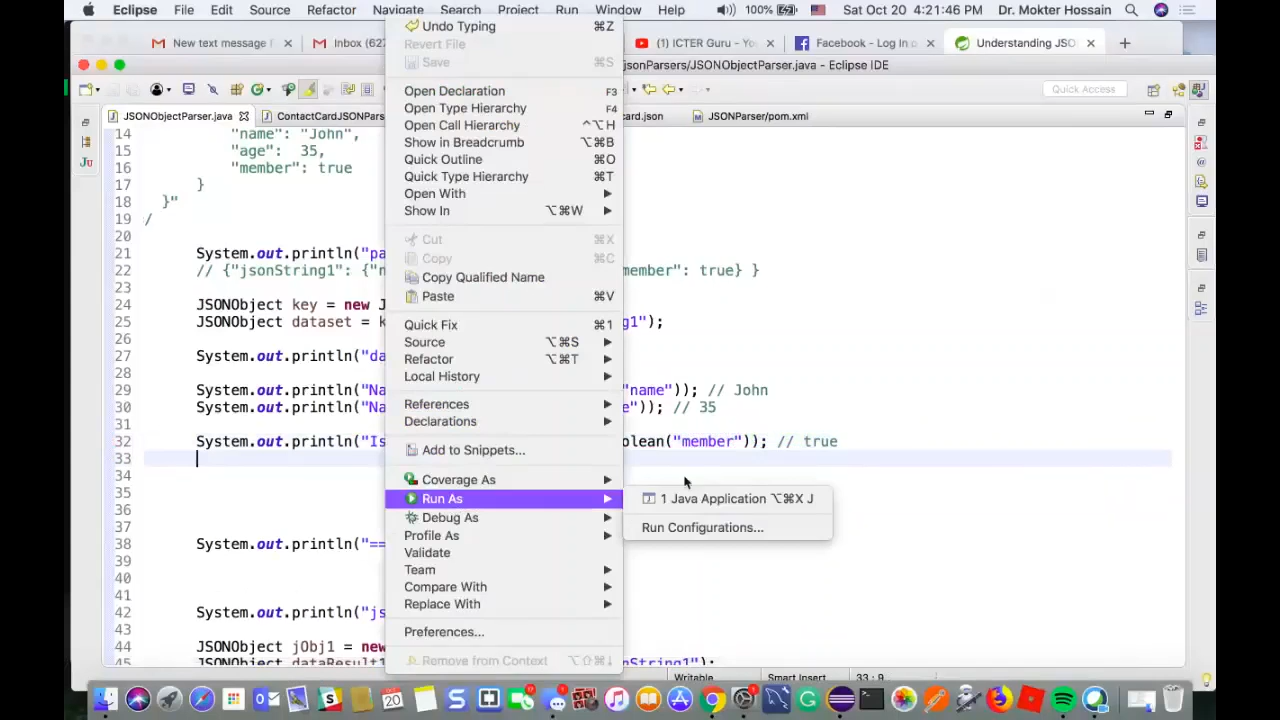 Eclipse File Edit Source Refactor Navigate Search Project Run Window Help 100% Sat Oct 20 4:21:46 PM Dr. Mokter Hossain
New text message f Inbox (627 (1) ICTER Guru - Yo Facebook - Log In o Understanding JSO
jsonParsers/JSONObjectParser.java - Eclipse IDE
Quick Access
JSONObjectParser.java ContactCardJSONPars card.json JSONParser/pom.xml
14 "name": "John",
15 "age": 35,
16 "member": true
17 }
18 }"
19 /
20
21 System.out.println("pa
22 // {"jsonString1": {"n member": true} }
23
24 JSONObject key = new J
25 JSONObject dataset = k g1");
26
27 System.out.println("da
28
29 System.out.println("Na "name")); // John
30 System.out.println("Na e")); // 35
31
32 System.out.println("Is olean("member")); // true
33
34
35
36
37
38 System.out.println("==
39
40
41
42 System.out.println("js
43
44 JSONObject jObj1 = new
45 JSONObject dataResult1 onString1");
Undo Typing ⌘Z
Revert File
Save ⌘S
Open Declaration F3
Open Type Hierarchy F4
Open Call Hierarchy ^⌥H
Show in Breadcrumb ⌥⌘B
Quick Outline ⌘O
Quick Type Hierarchy ⌘T
Open With
Show In ⌥⌘W
Cut ⌘X
Copy ⌘C
Copy Qualified Name
Paste ⌘V
Quick Fix ⌘1
Source ⌥⌘S
Refactor ⌥⌘T
Local History
References
Declarations
Add to Snippets...
Coverage As
Run As
Debug As
Profile As
Validate
Team
Compare With
Replace With
Preferences...
Remove from Context ⌥⇧⌘↓
1 Java Application ⌥⌘X J
Run Configurations...
Writable Smart Insert 33 : 9
20